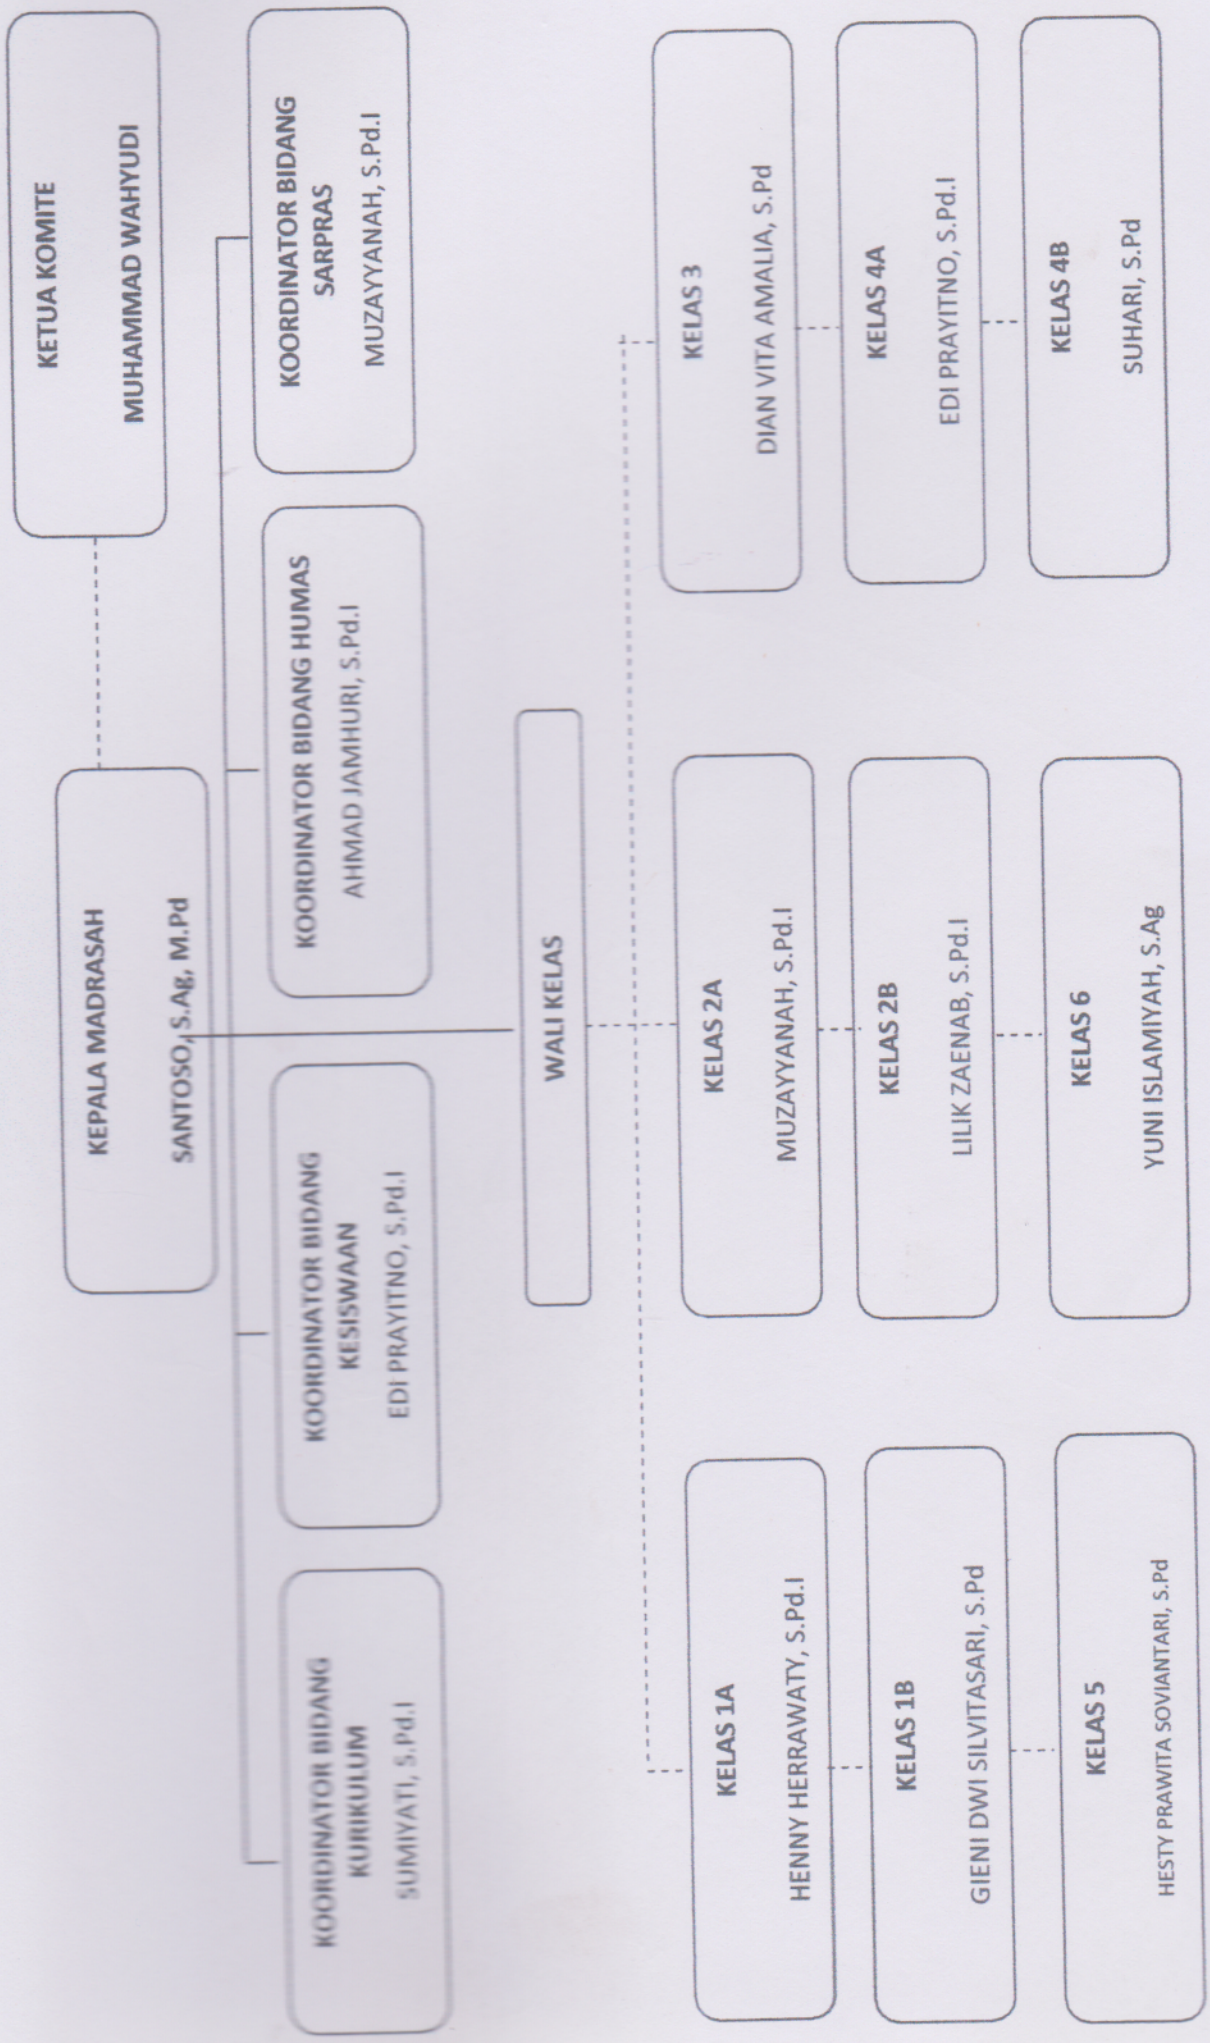 KEPALA MADRASAH
SANTOSO, S.Ag, M.Pd
KETUA KOMITE
MUHAMMAD WAHYUDI
KOORDINATOR BIDANG
KURIKULUM
SUMIYATI, S.Pd.I
KOORDINATOR BIDANG
KESISWAAN
EDI PRAYITNO, S.Pd.I
KOORDINATOR BIDANG HUMAS
AHMAD JAMHURI, S.Pd.I
KOORDINATOR BIDANG
SARPRAS
MUZAYYANAH, S.Pd.I
WALI KELAS
KELAS 1A
HENNY HERRAWATY, S.Pd.I
KELAS 2A
MUZAYYANAH, S.Pd.I
KELAS 3
DIAN VITA AMALIA, S.Pd
KELAS 1B
GIENI DWI SILVITASARI, S.Pd
KELAS 2B
LILIK ZAENAB, S.Pd.I
KELAS 4A
EDI PRAYITNO, S.Pd.I
KELAS 5
HESTY PRAWITA SOVIANTARI, S.Pd
KELAS 6
YUNI ISLAMIYAH, S.Ag
KELAS 4B
SUHARI, S.Pd